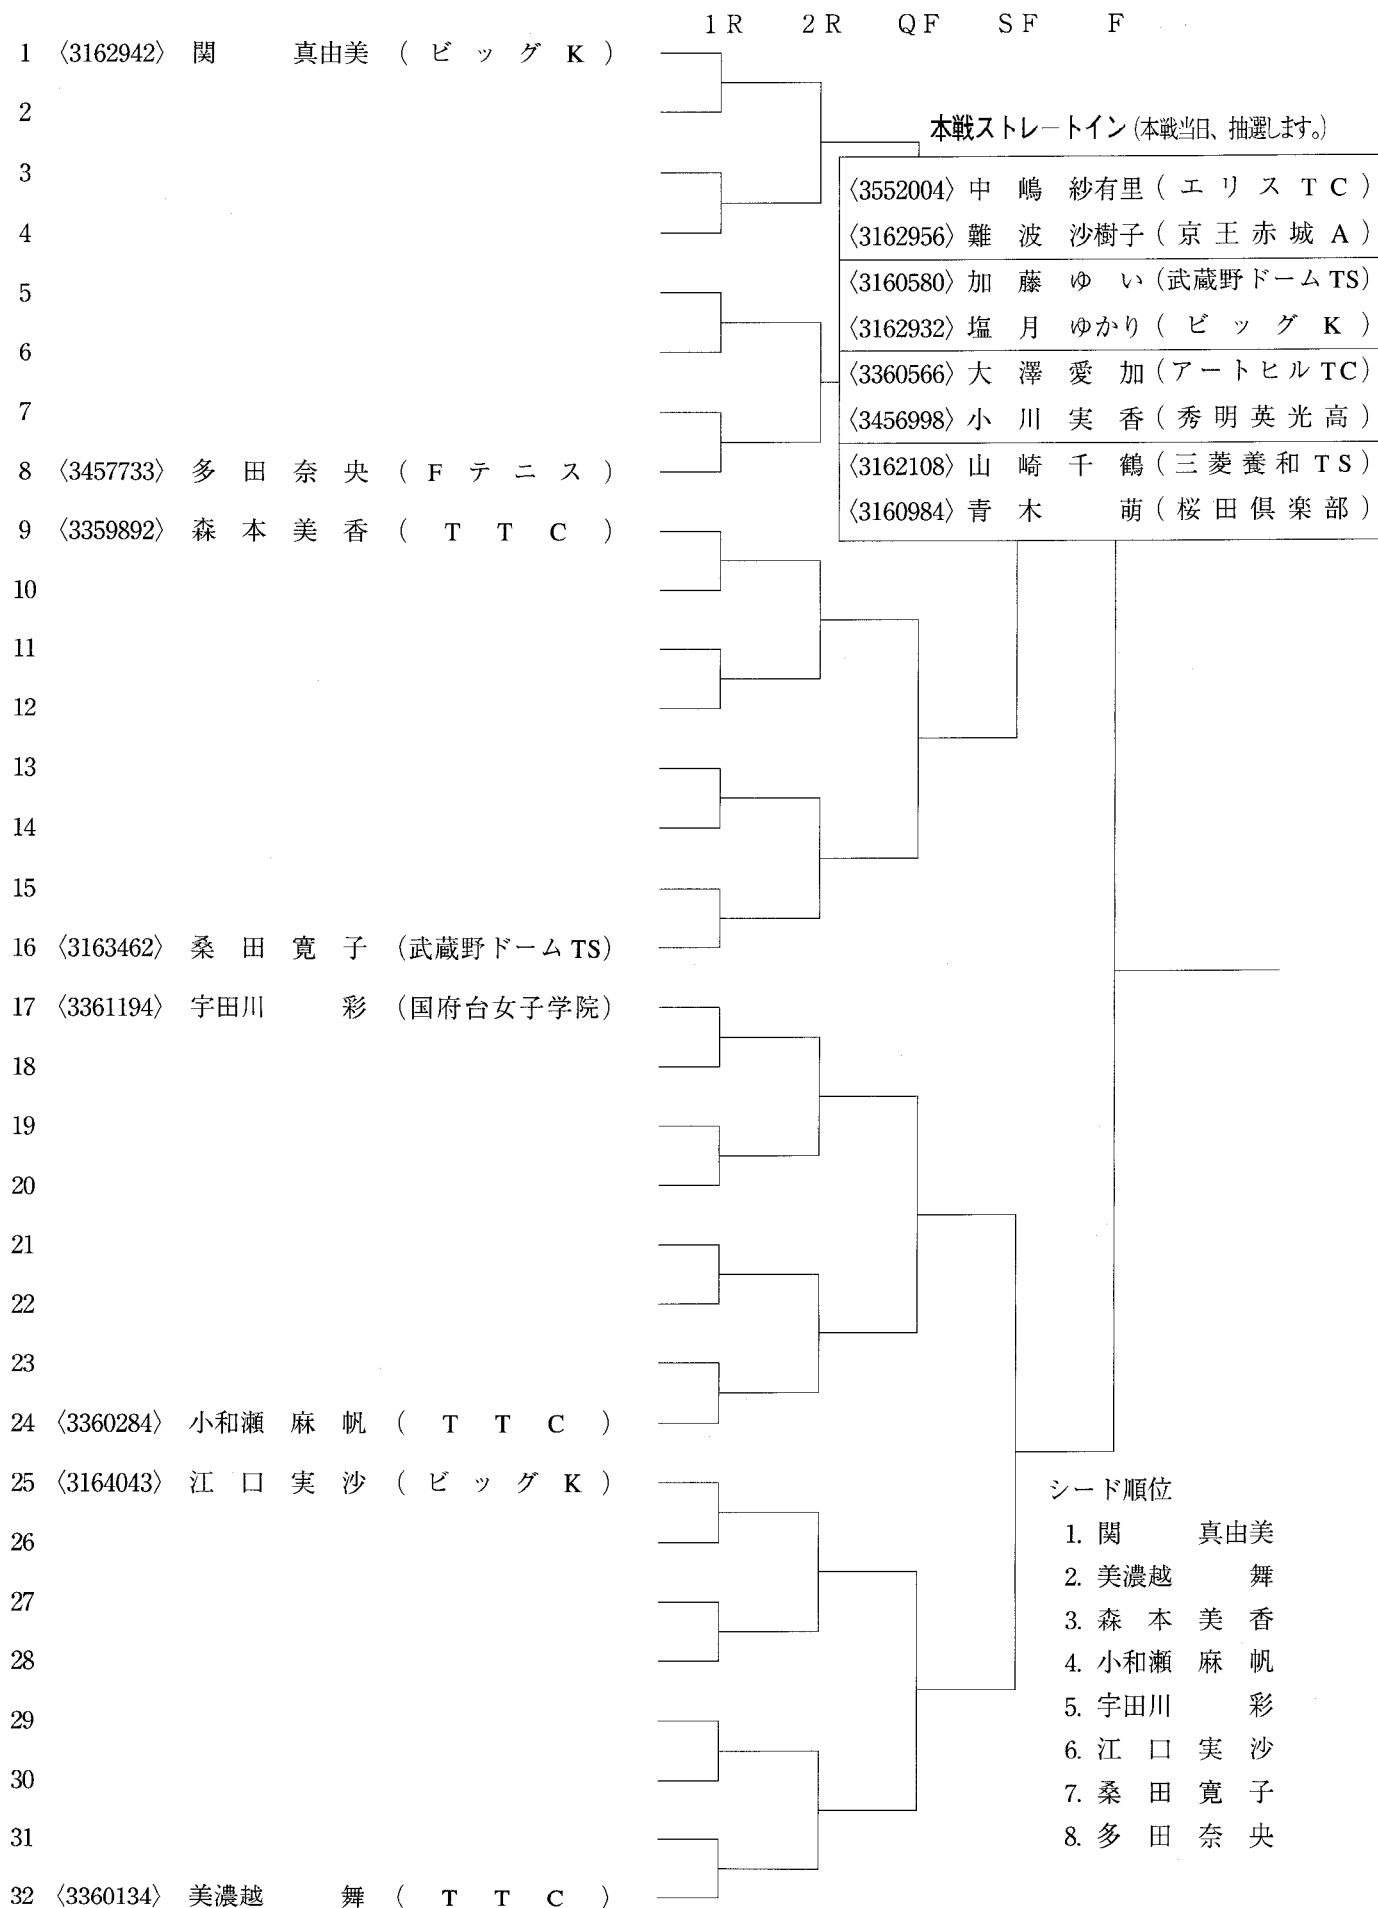 1R 2R QF SF F
1 〈3162942〉 関 真由美 (ビッグK)
2
本戦ストレートイン (本戦当日、抽選します。)
3
〈3552004〉 中嶋 紗有里 (エリスTC)
4
〈3162956〉 難波 沙樹子 (京王赤城A)
5
〈3160580〉 加藤 ゆい (武蔵野ドームTS)
〈3162932〉 塩月 ゆかり (ビッグK)
6
〈3360566〉 大澤 愛加 (アートヒルTC)
7
〈3456998〉 小川 実香 (秀明英光高)
8 〈3457733〉 多田 奈央 (Fテニス)
〈3162108〉 山崎 千鶴 (三菱養和TS)
〈3160984〉 青木 萌 (桜田倶楽部)
9 〈3359892〉 森本 美香 (TTC)
10
11
12
13
14
15
16 〈3163462〉 桑田 寛子 (武蔵野ドームTS)
17 〈3361194〉 宇田川 彩 (国府台女子学院)
18
19
20
21
22
23
24 〈3360284〉 小和瀬 麻帆 (TTC)
25 〈3164043〉 江口 実沙 (ビッグK)
26
27
28
29
30
31
32 〈3360134〉 美濃越 舞 (TTC)
シード順位
1. 関 真由美
2. 美濃越 舞
3. 森本 美香
4. 小和瀬 麻帆
5. 宇田川 彩
6. 江口 実沙
7. 桑田 寛子
8. 多田 奈央